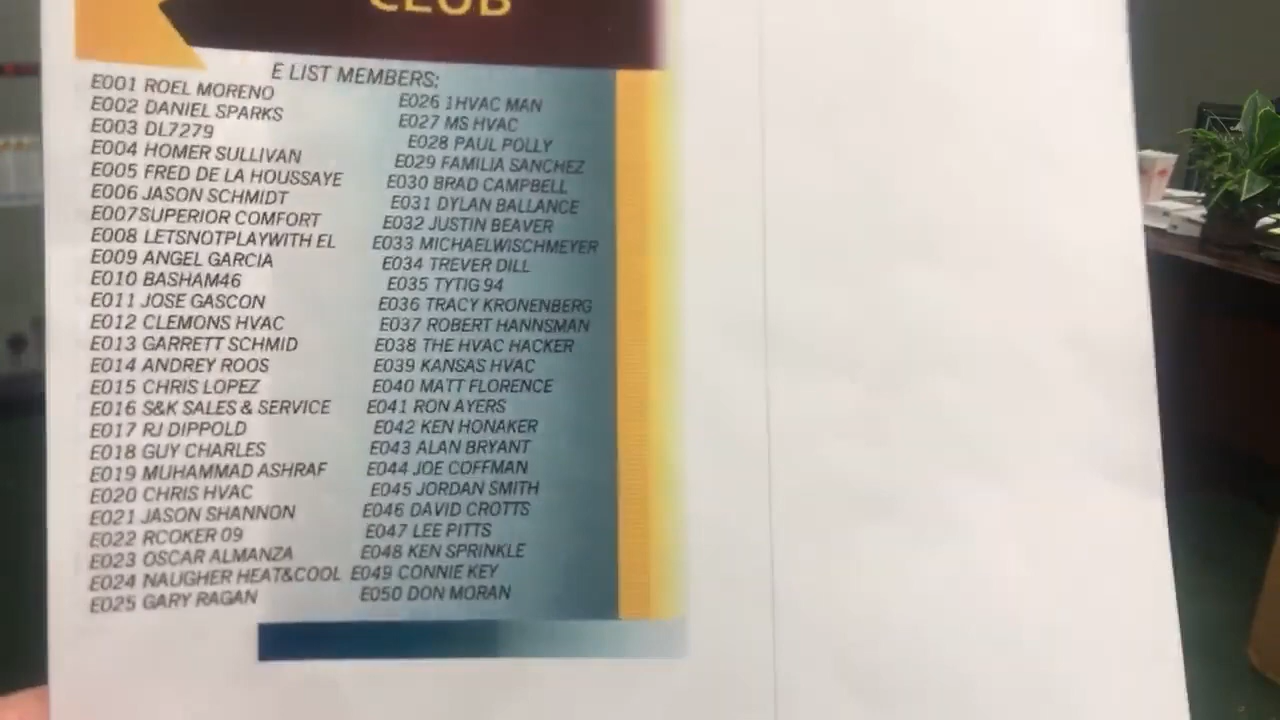 CLUB
E LIST MEMBERS;
E001 ROEL MORENO
E002 DANIEL SPARKS
E003 DL7279
E004 HOMER SULLIVAN
E005 FRED DE LA HOUSSAYE
E006 JASON SCHMIDT
E007SUPERIOR COMFORT
E008 LETSNOTPLAYWITH EL
E009 ANGEL GARCIA
E010 BASHAM46
E011 JOSE GASCON
E012 CLEMONS HVAC
E013 GARRETT SCHMID
E014 ANDREY ROOS
E015 CHRIS LOPEZ
E016 S&K SALES & SERVICE
E017 RJ DIPPOLD
E018 GUY CHARLES
E019 MUHAMMAD ASHRAF
E020 CHRIS HVAC
E021 JASON SHANNON
E022 RCOKER 09
E023 OSCAR ALMANZA
E024 NAUGHER HEAT&COOL
E025 GARY RAGAN
E026 1HVAC MAN
E027 MS HVAC
E028 PAUL POLLY
E029 FAMILIA SANCHEZ
E030 BRAD CAMPBELL
E031 DYLAN BALLANCE
E032 JUSTIN BEAVER
E033 MICHAELWISCHMEYER
E034 TREVER DILL
E035 TYTIG 94
E036 TRACY KRONENBERG
E037 ROBERT HANNSMAN
E038 THE HVAC HACKER
E039 KANSAS HVAC
E040 MATT FLORENCE
E041 RON AYERS
E042 KEN HONAKER
E043 ALAN BRYANT
E044 JOE COFFMAN
E045 JORDAN SMITH
E046 DAVID CROTTS
E047 LEE PITTS
E048 KEN SPRINKLE
E049 CONNIE KEY
E050 DON MORAN